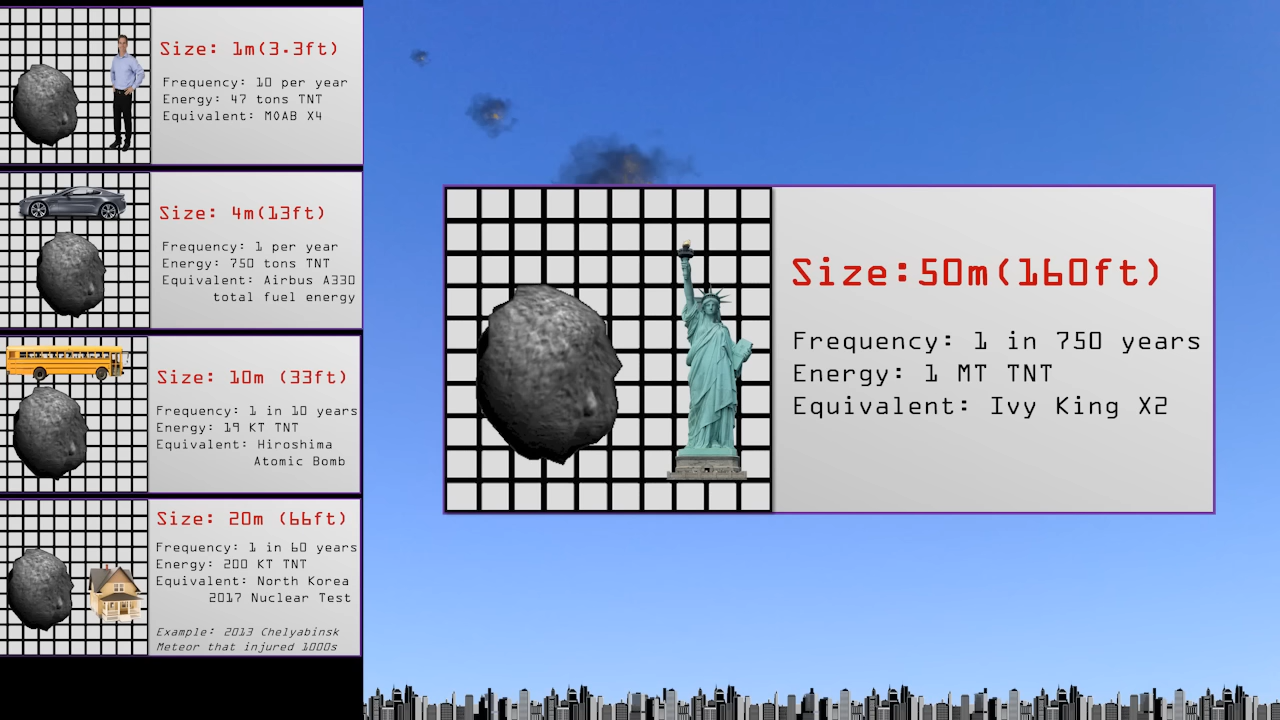 Size: 1m(3.3ft)
Frequency: 10 per year
Energy: 47 tons TNT
Equivalent: MOAB X4
Size: 4m(13ft)
Frequency: 1 per year
Energy: 750 tons TNT
Equivalent: Airbus A330
total fuel energy
Size: 10m (33ft)
Frequency: 1 in 10 years
Energy: 19 KT TNT
Equivalent: Hiroshima
Atomic Bomb
Size: 20m (66ft)
Frequency: 1 in 60 years
Energy: 200 KT TNT
Equivalent: North Korea
2017 Nuclear Test
Example: 2013 Chelyabinsk
Meteor that injured 1000s
Size:50m(160ft)
Frequency: 1 in 750 years
Energy: 1 MT TNT
Equivalent: Ivy King X2